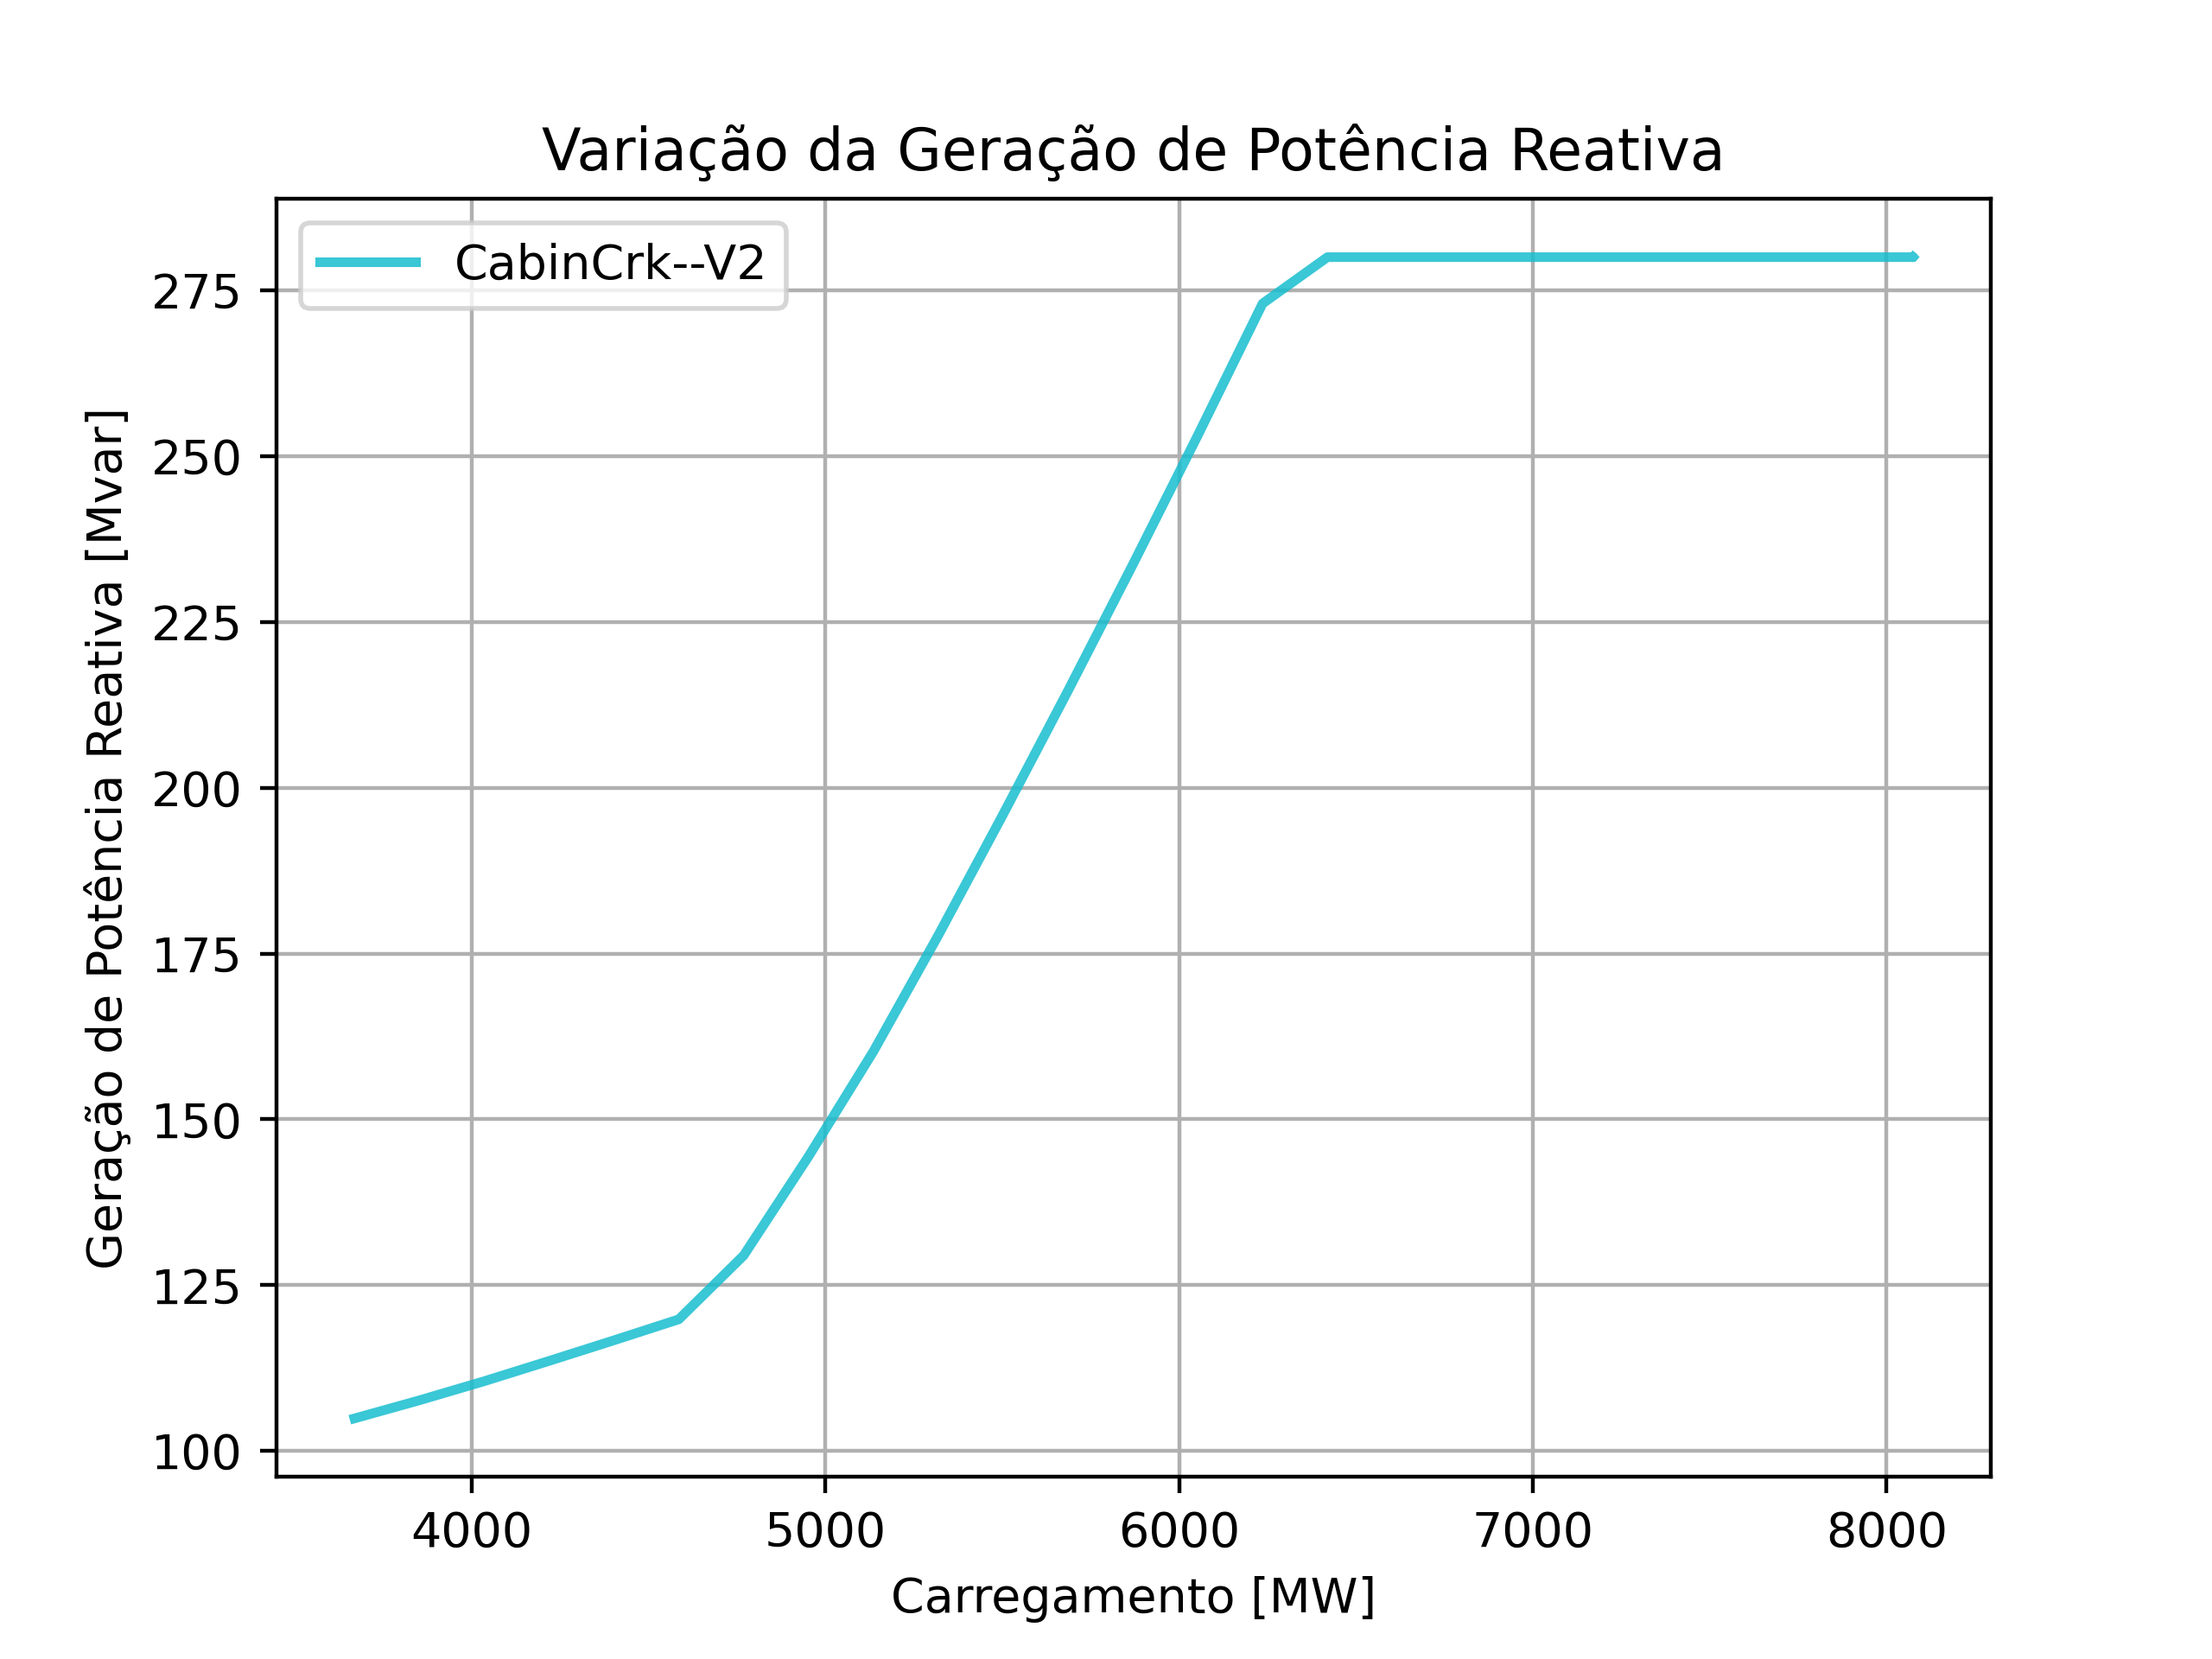 Variação da Geração de Potência Reativa
CabinCrk--V2
Geração de Potência Reativa [Mvar]
275
250
225
200
175
150
125
100
4000 5000 6000 7000 8000
Carregamento [MW]